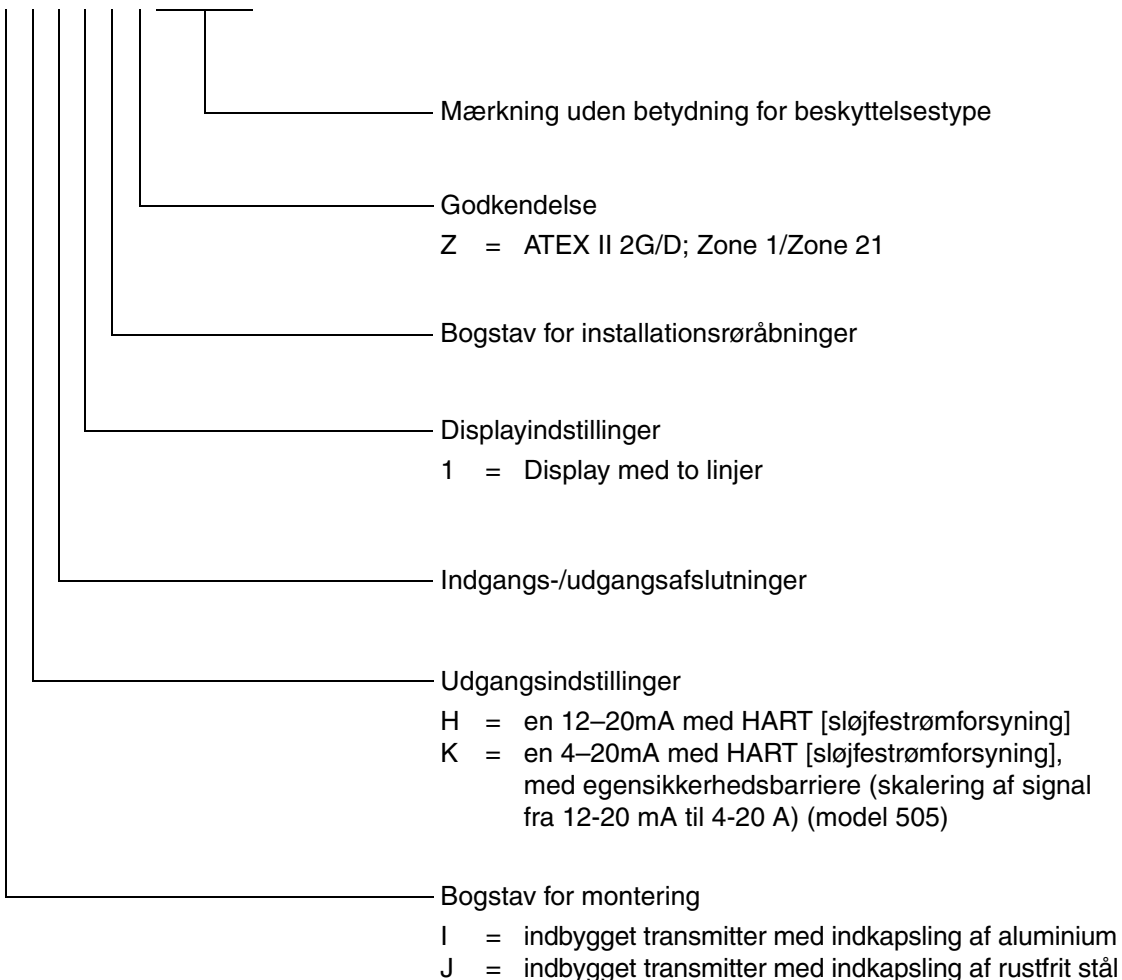 Mærkning uden betydning for beskyttelsestype
Godkendelse
Z = ATEX II 2G/D; Zone 1/Zone 21
Bogstav for installationsrøråbninger
Displayindstillinger
1 = Display med to linjer
Indgangs-/udgangsafslutninger
Udgangsindstillinger
H = en 12–20mA med HART [sløjfestrømforsyning]
K = en 4–20mA med HART [sløjfestrømforsyning],
med egensikkerhedsbarriere (skalering af signal
fra 12-20 mA til 4-20 A) (model 505)
Bogstav for montering
I = indbygget transmitter med indkapsling af aluminium
J = indbygget transmitter med indkapsling af rustfrit stål